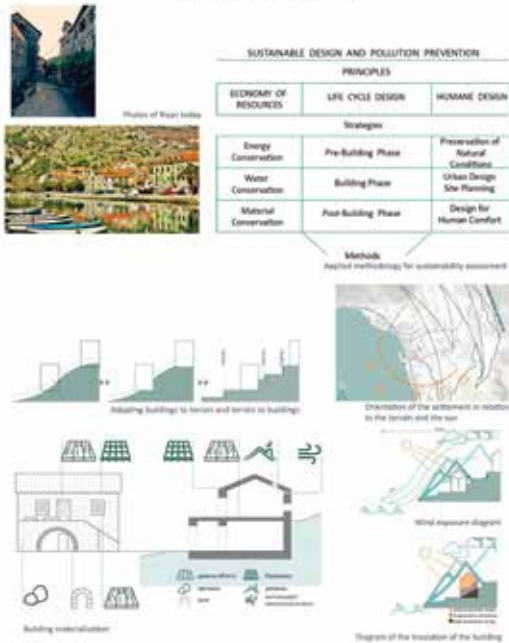 Photos of Risan today
SUSTAINABLE DESIGN AND POLLUTION PREVENTION
PRINCIPLES
ECONOMY OF RESOURCES
LIFE CYCLE DESIGN
HUMANE DESIGN
Strategies
Energy Conservation
Pre-Building Phase
Preservation of Natural Conditions
Water Conservation
Building Phase
Urban Design Site Planning
Material Conservation
Post-Building Phase
Design for Human Comfort
Methods
Applied methodology for sustainability assessment
Adapting buildings to terrain and terrain to buildings
Orientation of the settlement in relation
to the terrain and the sun
Wind exposure diagram
Building materialization
Diagram of the insolation of the building